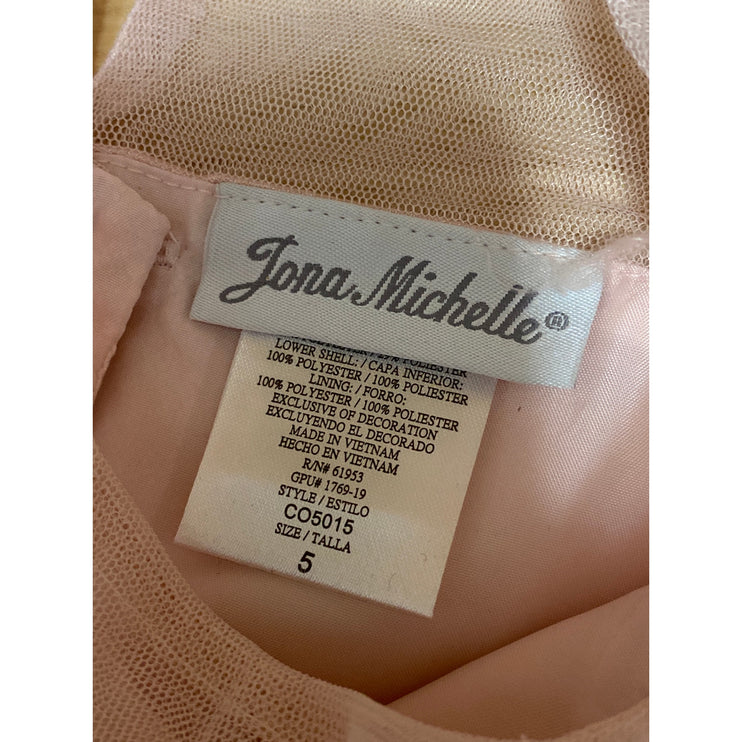 Jona Michelle®
LOWER SHELL: / CAPA INFERIOR:
100% POLYESTER / 100% POLIESTER
LINING: / FORRO:
100% POLYESTER / 100% POLIESTER
EXCLUSIVE OF DECORATION
EXCLUYENDO EL DECORADO
MADE IN VIETNAM
HECHO EN VIETNAM
R/N# 61953
GPU# 1769-19
STYLE / ESTILO
CO5015
SIZE / TALLA
5